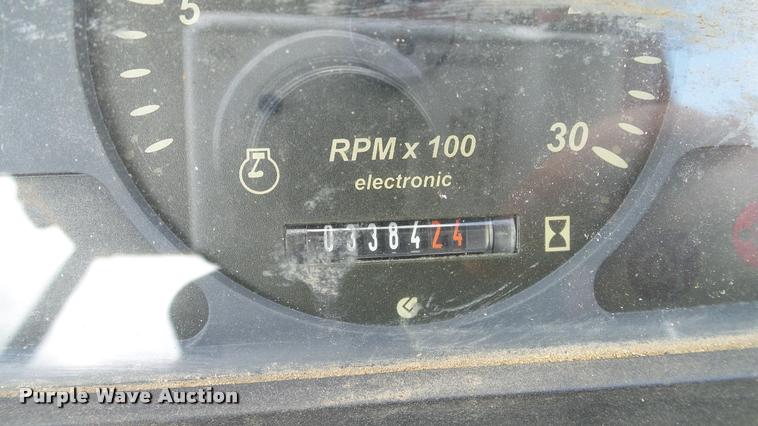 5
RPM x 100
30
electronic
0338424
Purple Wave Auction